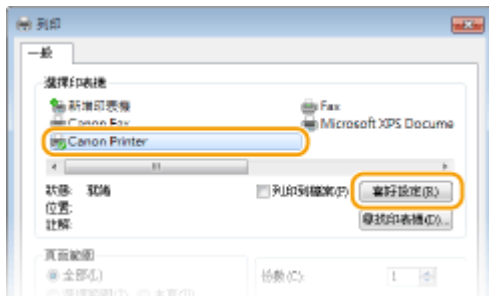 列印
一般
選擇印表機
新增印表機
Fax
Canon Fax
Microsoft XPS Docume
Canon Printer
狀態: 就緒
列印到檔案(F)
喜好設定(R)
位置:
註解:
尋找印表機(D)...
頁面範圍
全部(L)
份數(C): 1